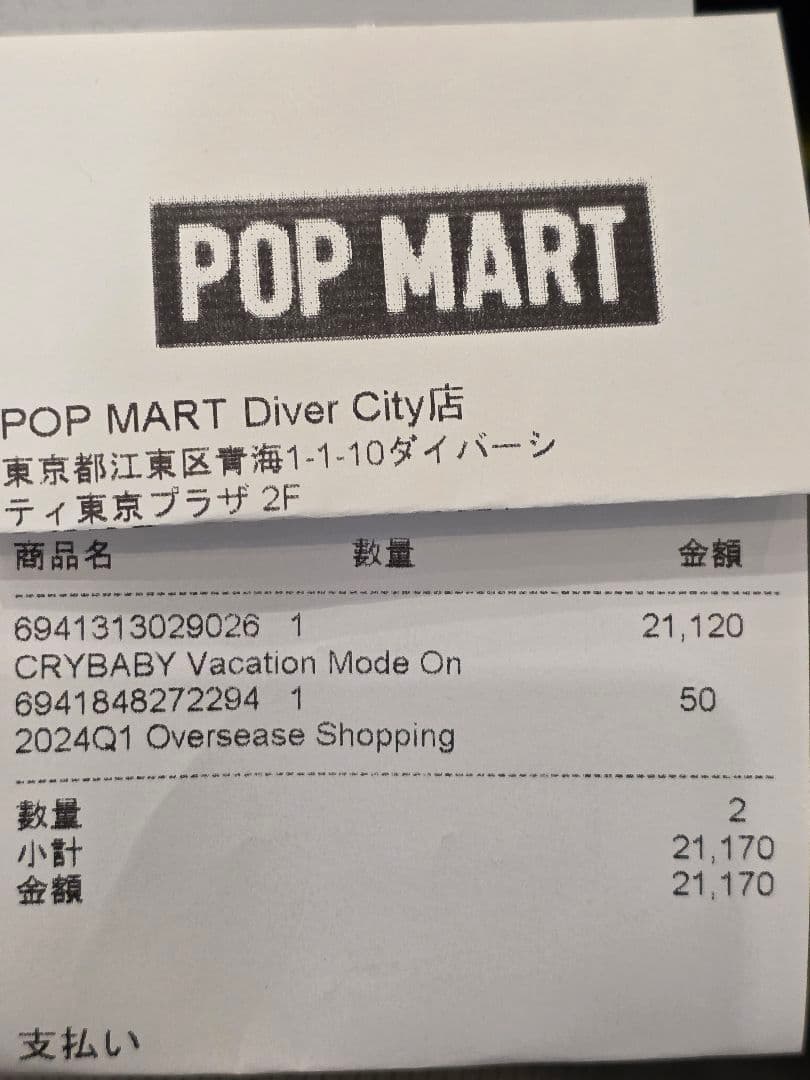 POP MART
POP MART Diver City店
東京都江東区青海1-1-10ダイバーシ
ティ東京プラザ 2F
商品名 数量 金額
6941313029026 1 21,120
CRYBABY Vacation Mode On
6941848272294 1 50
2024Q1 Oversease Shopping
数量 2
小計 21,170
金額 21,170
支払い